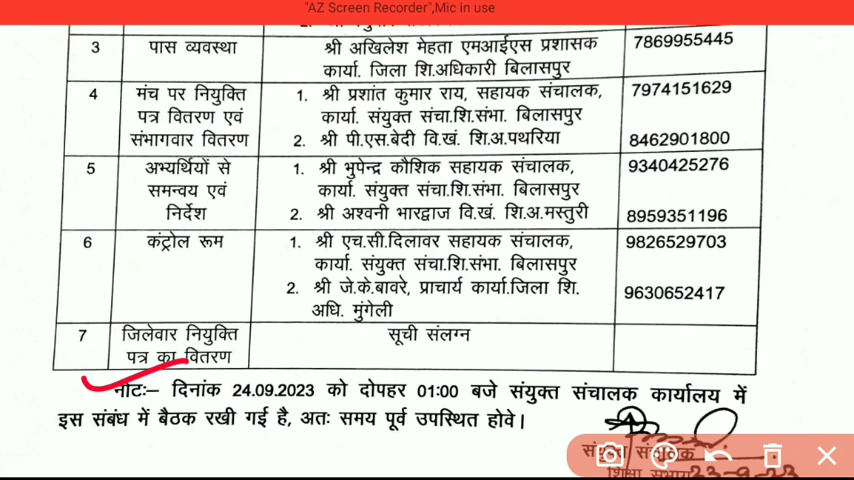 "AZ Screen Recorder",Mic in use
3 पास व्यवस्था श्री अखिलेश मेहता एमआईएस प्रशासक 7869955445
कार्या. जिला शि.अधिकारी बिलासपुर
4 मंच पर नियुक्ति 1. श्री प्रशांत कुमार राय, सहायक संचालक, 7974151629
पत्र वितरण एवं कार्या. संयुक्त संचा.शि.संभा. बिलासपुर
संभागवार वितरण 2. श्री पी.एस.बेदी वि.खं. शि.अ.पथरिया 8462901800
5 अभ्यर्थियों से 1. श्री भुपेन्द्र कौशिक सहायक संचालक, 9340425276
समन्वय एवं कार्या. संयुक्त संचा.शि.संभा. बिलासपुर
निर्देश 2. श्री अश्वनी भारद्वाज वि.खं. शि.अ.मस्तुरी 8959351196
6 कंट्रोल रूम 1. श्री एच.सी.दिलावर सहायक संचालक, 9826529703
कार्या. संयुक्त संचा.शि.संभा. बिलासपुर
2. श्री जे.के.बावरे, प्राचार्य कार्या.जिला शि. 9630652417
अधि. मुंगेली
7 जिलेवार नियुक्ति सूची संलग्न
पत्र का वितरण
नोटः– दिनांक 24.09.2023 को दोपहर 01:00 बजे संयुक्त संचालक कार्यालय में
इस संबंध में बैठक रखी गई है, अतः समय पूर्व उपस्थित होवे।
संयुक्त संचालक
शिक्षा संभाग 23-9-23